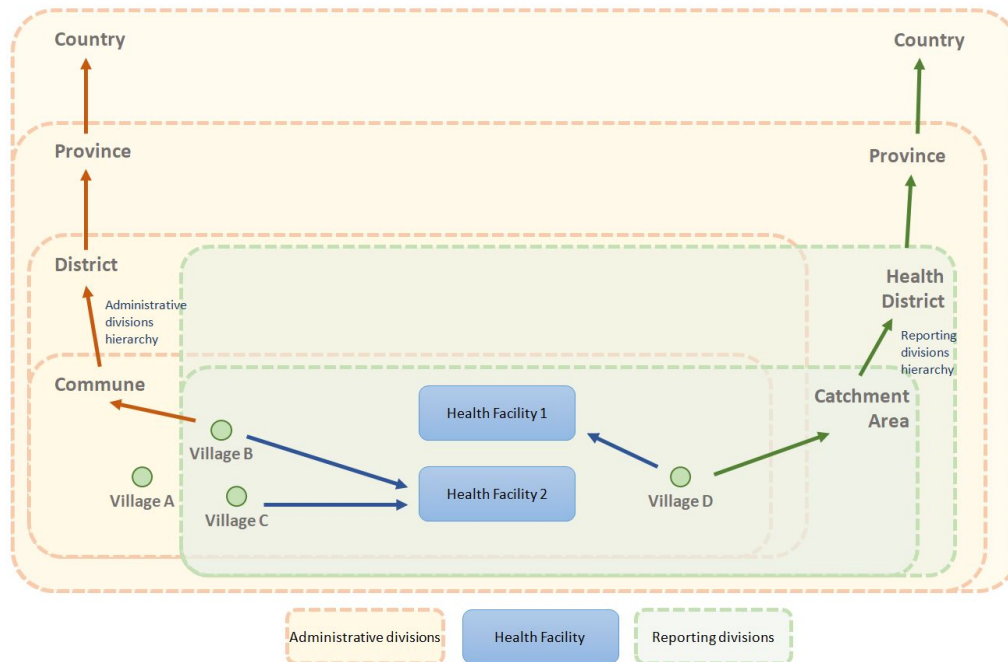 Country
Country
Province
Province
District
Health
District
Administrative
divisions
hierarchy
Reporting
divisions
hierarchy
Commune
Catchment
Area
Health Facility 1
Village B
Health Facility 2
Village A
Village C
Village D
Administrative divisions
Health Facility
Reporting divisions